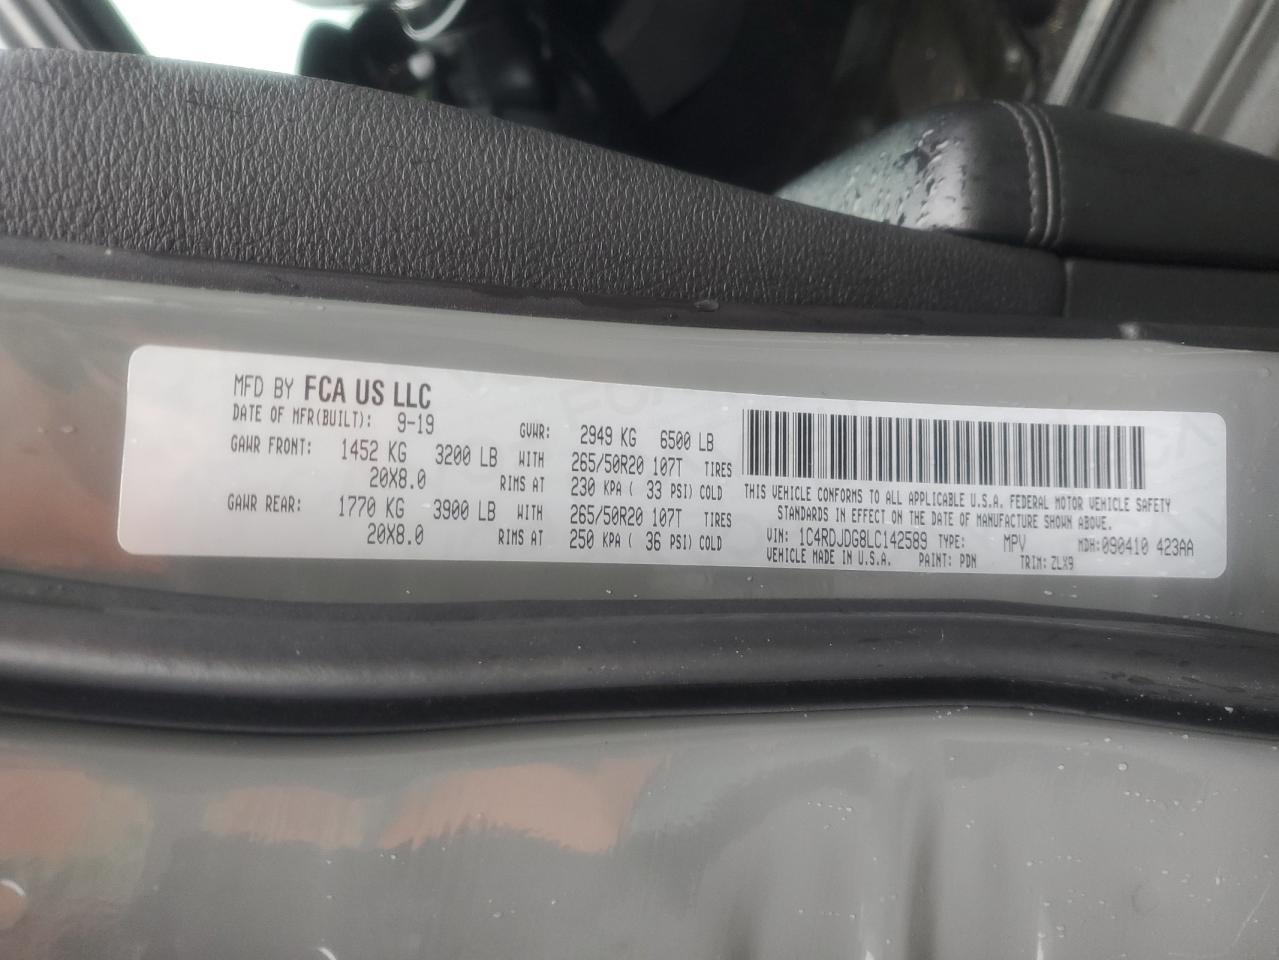 MFD BY FCA US LLC
DATE OF MFR(BUILT): 9-19 GVWR: 2949 KG 6500 LB
GAWR FRONT: 1452 KG 3200 LB WITH 265/50R20 107T TIRES
20X8.0 RIMS AT 230 KPA ( 33 PSI) COLD
GAWR REAR: 1770 KG 3900 LB WITH 265/50R20 107T TIRES
20X8.0 RIMS AT 250 KPA ( 36 PSI) COLD
THIS VEHICLE CONFORMS TO ALL APPLICABLE U.S.A. FEDERAL MOTOR VEHICLE SAFETY
STANDARDS IN EFFECT ON THE DATE OF MANUFACTURE SHOWN ABOVE.
VIN: 1C4RDJDG8LC142589 TYPE: MPV MDH:090410 423AA
VEHICLE MADE IN U.S.A. PAINT: PDN TRIM: ZLX9